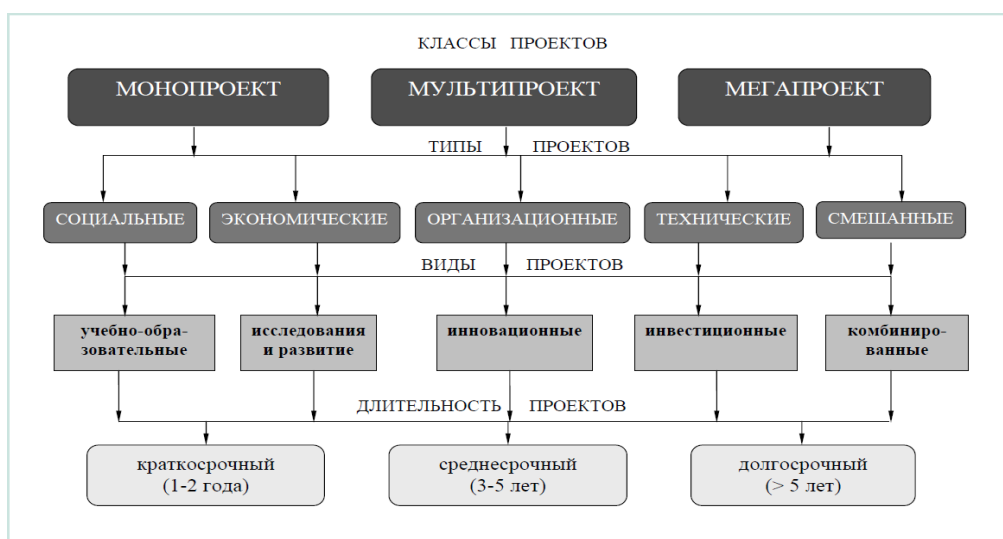 КЛАССЫ ПРОЕКТОВ
МОНОПРОЕКТ
МУЛЬТИПРОЕКТ
МЕГАПРОЕКТ
ТИПЫ ПРОЕКТОВ
СОЦИАЛЬНЫЕ
ЭКОНОМИЧЕСКИЕ
ОРГАНИЗАЦИОННЫЕ
ТЕХНИЧЕСКИЕ
СМЕШАННЫЕ
ВИДЫ ПРОЕКТОВ
учебно-обра-
зовательные
исследования
и развитие
инновационные
инвестиционные
комбиниро-
ванные
ДЛИТЕЛЬНОСТЬ ПРОЕКТОВ
краткосрочный
(1-2 года)
среднесрочный
(3-5 лет)
долгосрочный
(> 5 лет)